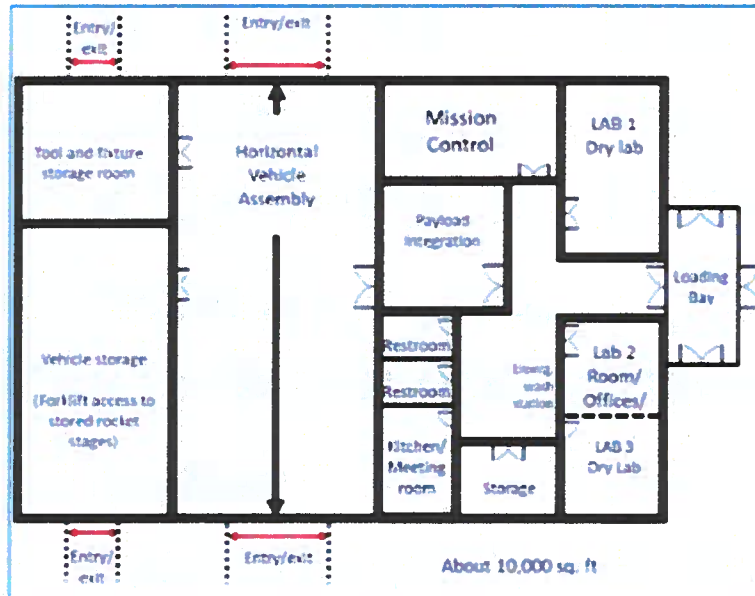 Entry/
exit
Entry/exit
Tool and fixture
storage room
Horizontal
Vehicle
Assembly
Mission
Control
LAB 1
Dry lab
Payload
Integration
Loading
Bay
Vehicle storage
(Forklift access to
stored rocket
stages)
Restroom
Restroom
wash
station
Lab 2
Room/
Offices/
Kitchen/
Meeting
room
Storage
LAB 3
Dry Lab
Entry/
exit
Entry/exit
About 10,000 sq. ft